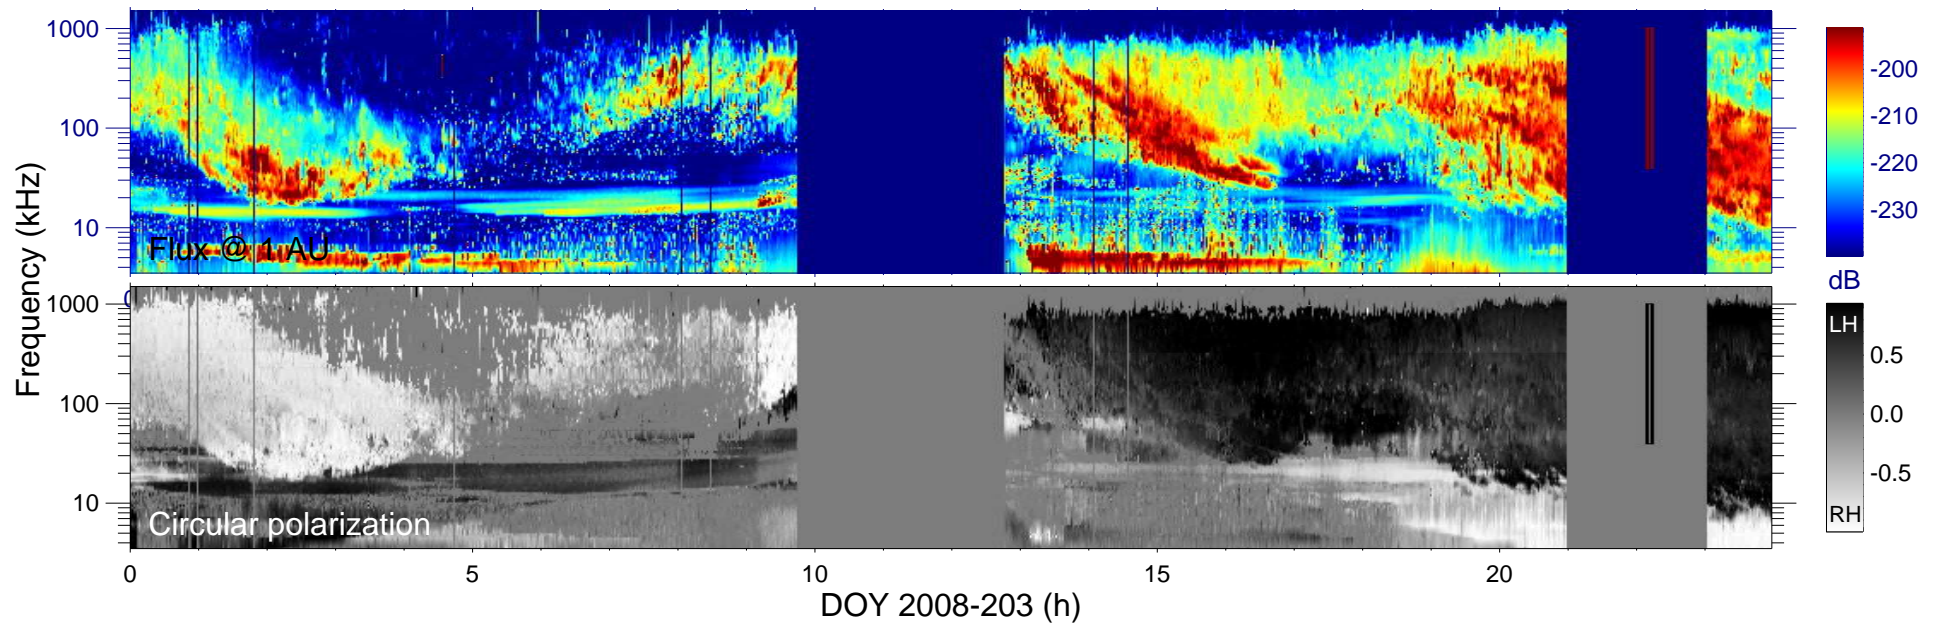 1000
100
10
Flux @ 1 AU
-200
-210
-220
-230
dB
0
Frequency (kHz)
1000
100
10
Circular polarization
LH
0.5
0.0
-0.5
RH
0
5
10
15
20
DOY 2008-203 (h)